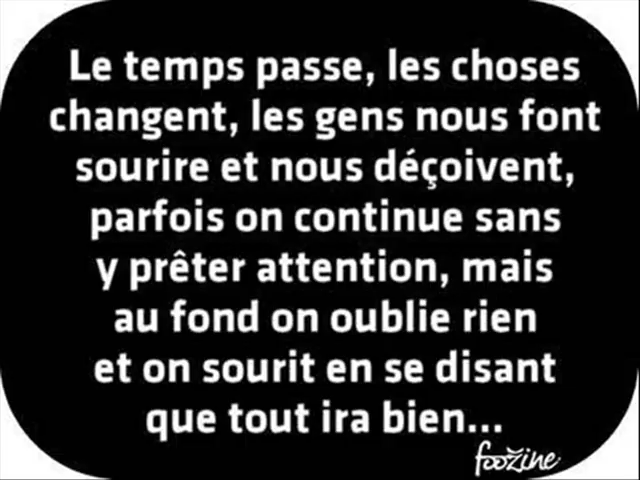 Le temps passe, les choses
changent, les gens nous font
sourire et nous déçoivent,
parfois on continue sans
y prêter attention, mais
au fond on oublie rien
et on sourit en se disant
que tout ira bien...
foozine